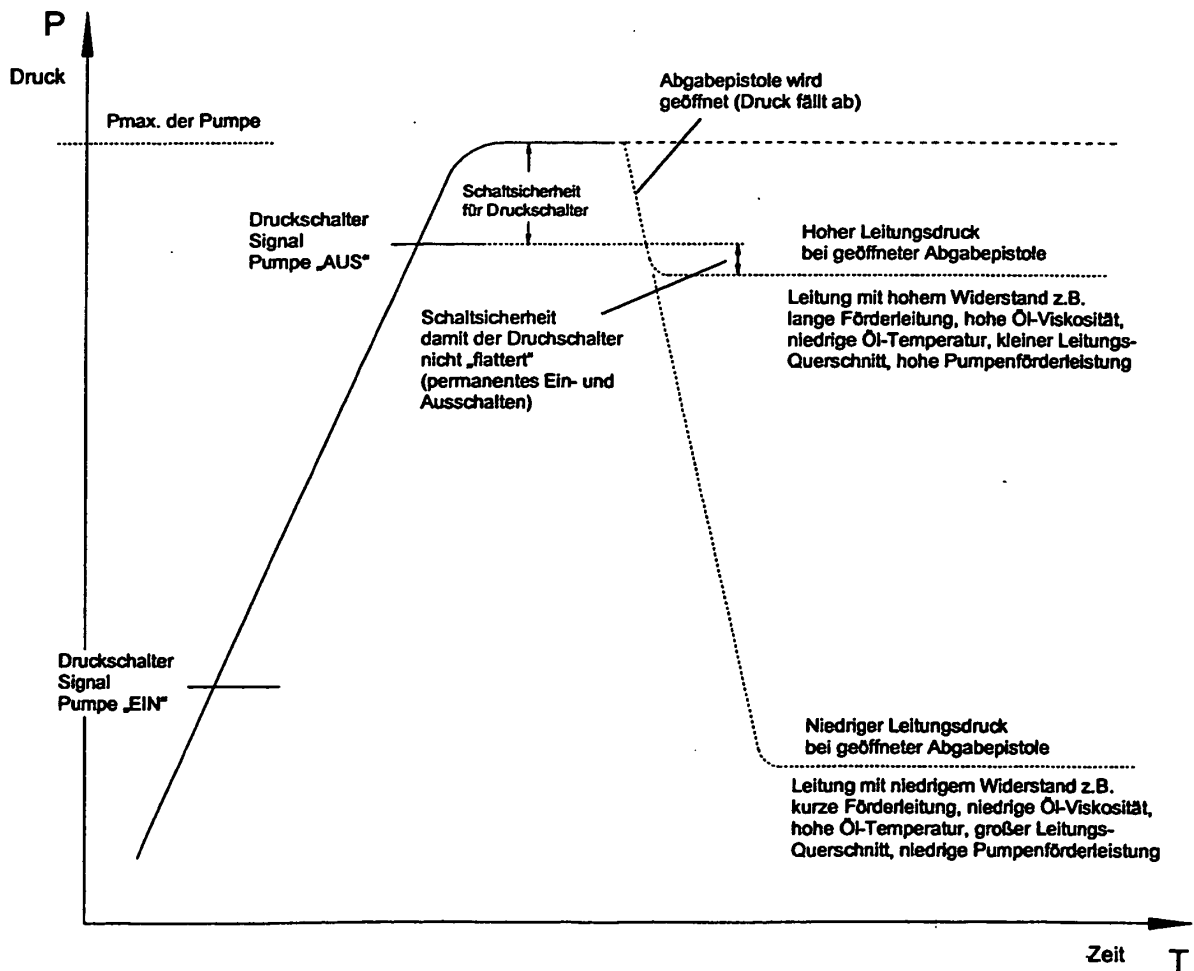 P
Druck
Pmax. der Pumpe
Abgabepistole wird
geöffnet (Druck fällt ab)
Schaltsicherheit
für Druckschalter
Druckschalter
Signal
Pumpe „AUS“
Hoher Leitungsdruck
bei geöffneter Abgabepistole
Leitung mit hohem Widerstand z.B.
lange Förderleitung, hohe Öl-Viskosität,
niedrige Öl-Temperatur, kleiner Leitungs-
Querschnitt, hohe Pumpenförderleistung
Schaltsicherheit
damit der Druchschalter
nicht „flattert“
(permanentes Ein- und
Ausschalten)
Druckschalter
Signal
Pumpe „EIN“
Niedriger Leitungsdruck
bei geöffneter Abgabepistole
Leitung mit niedrigem Widerstand z.B.
kurze Förderleitung, niedrige Öl-Viskosität,
hohe Öl-Temperatur, großer Leitungs-
Querschnitt, niedrige Pumpenförderleistung
Zeit T